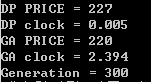 DP PRICE = 227
DP clock = 0.005
GA PRICE = 220
GA clock = 2.394
Generation = 300